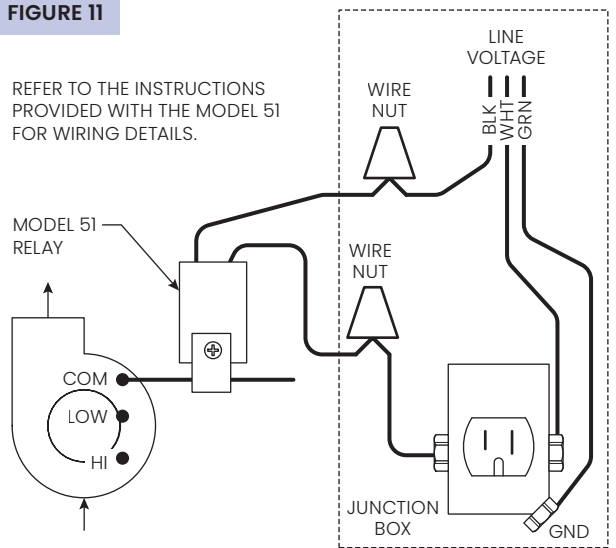 FIGURE 11
REFER TO THE INSTRUCTIONS
PROVIDED WITH THE MODEL 51
FOR WIRING DETAILS.
LINE
VOLTAGE
BLK
WHT
GRN
WIRE
NUT
MODEL 51
RELAY
WIRE
NUT
COM
LOW
HI
JUNCTION
BOX
GND